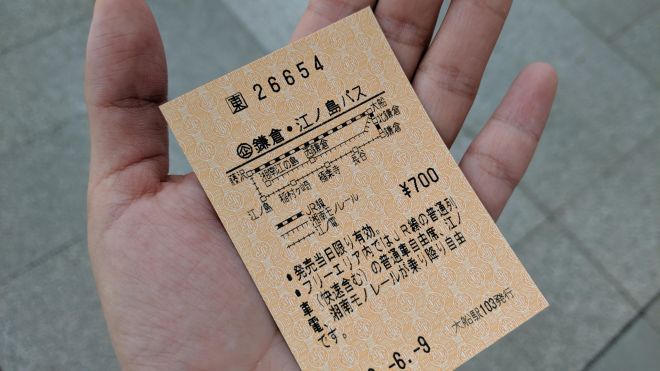 東 26654
企 鎌倉・江ノ島パス
大船
藤沢 湘南江の島 西鎌倉 北鎌倉
鎌倉
江ノ島 稲村ヶ崎 極楽寺 長谷
JR線
湘南モノレール
江ノ電
¥700
●発売当日限り有効。
●フリーエリア内ではJR線の普通列
車(快速含む)の普通車自由席、江ノ
電、湘南モノレールが乗り降り自由
です。
-6.-9
大船駅103発行